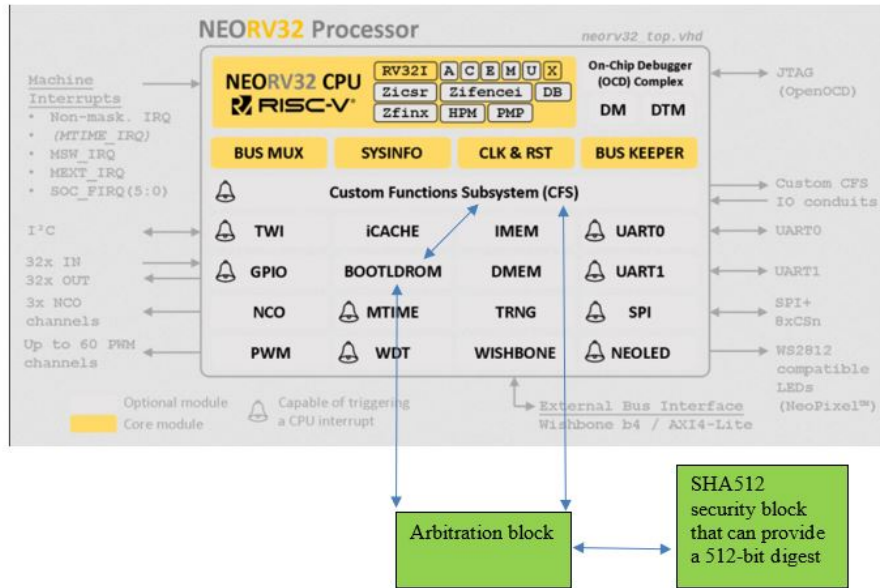 NEORV32 Processor
neorv32_top.vhd
Machine
Interrupts
• Non-mask. IRQ
• (MTIME_IRQ)
• MSW_IRQ
• MEXT_IRQ
• SOC_FIRQ(5:0)
I²C
32x IN
32x OUT
3x NCO
channels
Up to 60 PWM
channels
NEORV32 CPU
RISC-V®
RV32I A C E M U X
Zicsr Zifencei DB
Zfinx HPM PMP
On-Chip Debugger
(OCD) Complex
DM DTM
BUS MUX SYSINFO CLK & RST BUS KEEPER
Custom Functions Subsystem (CFS)
TWI iCACHE IMEM UART0
GPIO BOOTLDROM DMEM UART1
NCO MTIME TRNG SPI
PWM WDT WISHBONE NEOLED
JTAG
(OpenOCD)
Custom CFS
IO conduits
UART0
UART1
SPI+
8xCSn
WS2812
compatible
LEDs
(NeoPixel™)
Optional module
Core module
Capable of triggering
a CPU interrupt
External Bus Interface
Wishbone b4 / AXI4-Lite
Arbitration block
SHA512
security block
that can provide
a 512-bit digest